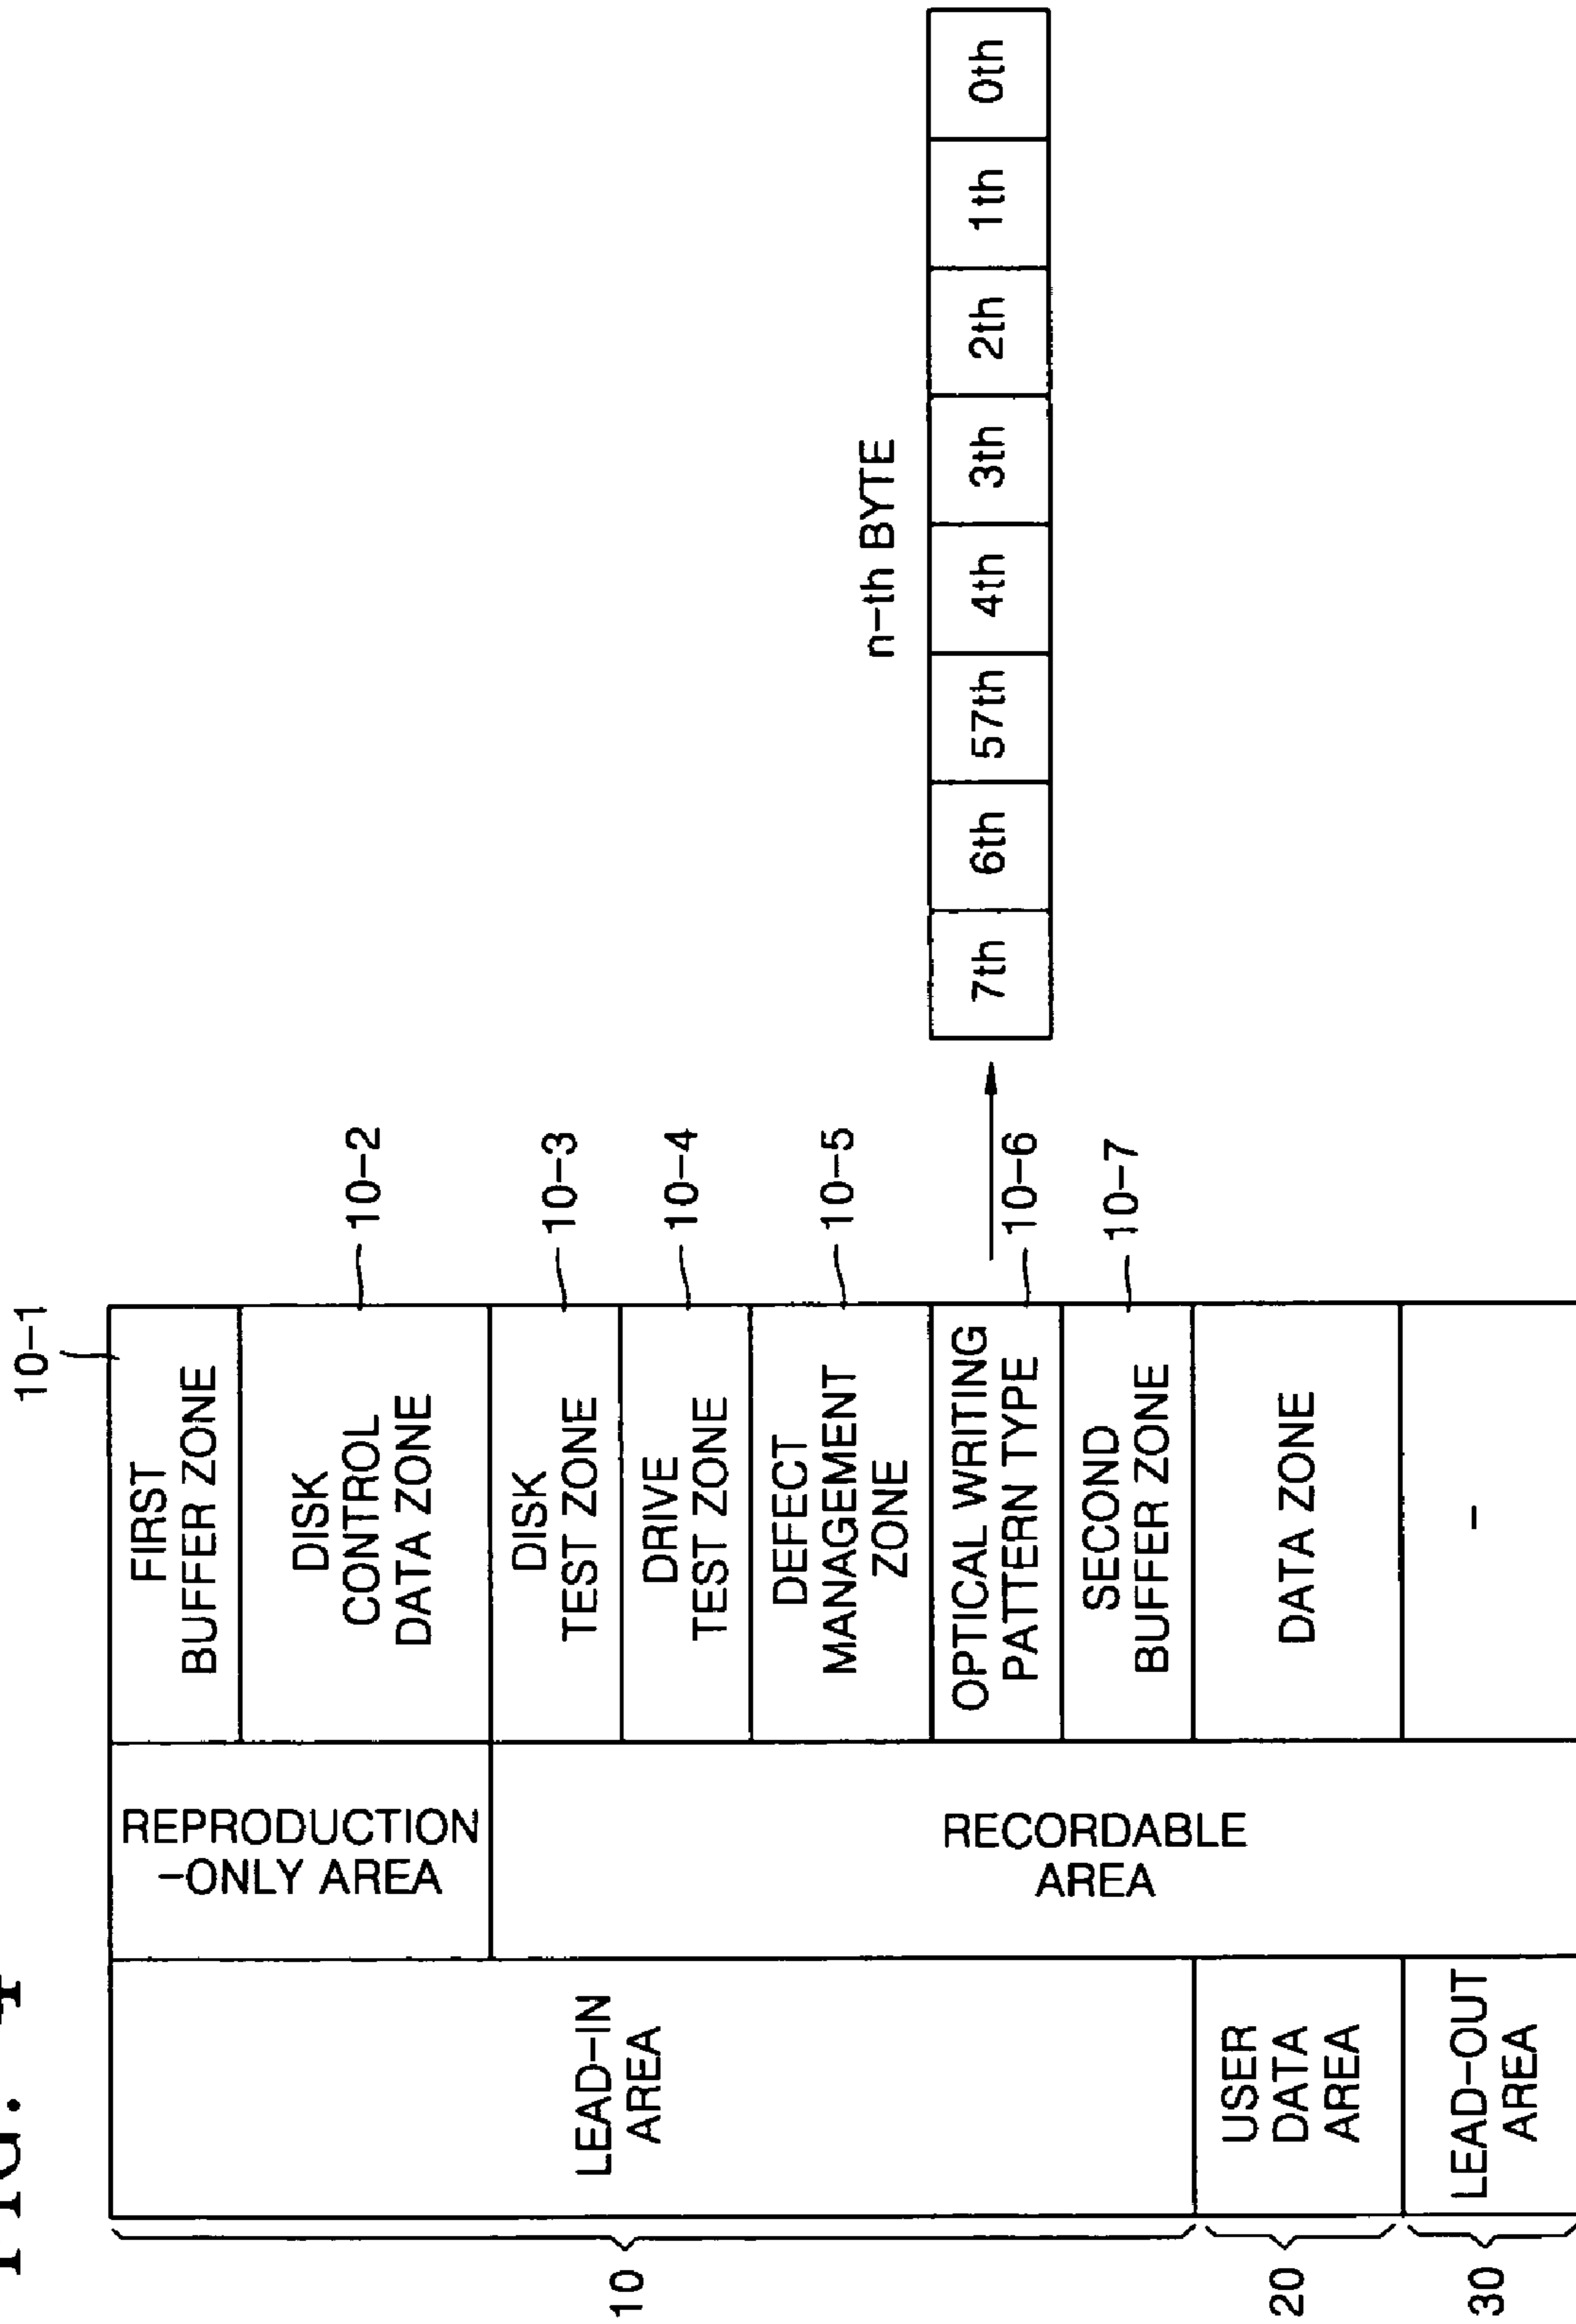 FIG. 4
10-1
10
LEAD-IN
AREA
REPRODUCTION
-ONLY AREA
FIRST
BUFFER ZONE
DISK
CONTROL
DATA ZONE
10-2
RECORDABLE
AREA
DISK
TEST ZONE
10-3
DRIVE
TEST ZONE
10-4
DEFECT
MANAGEMENT
ZONE
10-5
OPTICAL WRITING
PATTERN TYPE
10-6
n-th BYTE
7th 6th 57th 4th 3th 2th 1th 0th
SECOND
BUFFER ZONE
10-7
20
USER
DATA
AREA
DATA ZONE
30
LEAD-OUT
AREA
-